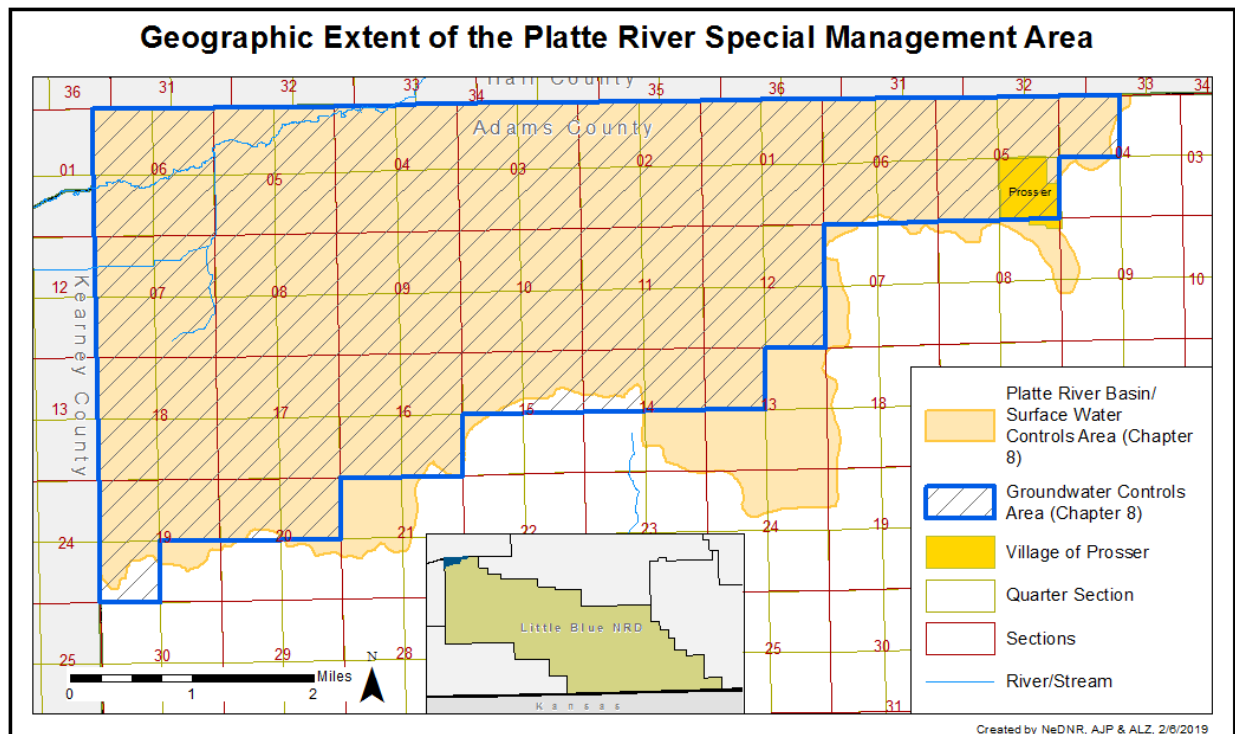 Geographic Extent of the Platte River Special Management Area
36 31 32 33 34 35 31 32 33 34
Hall County
Adams County
01 06 05 04 03 02 01 06 05 04 03
Prosser
Kearney County
12 07 08 09 10 11 12 07 08 09 10
13 18 17 16 15 14 13 18
24 19 20 21 22 23 24 19
25 30 29 28 25 30
31
Platte River Basin/
Surface Water
Controls Area (Chapter
8)
Groundwater Controls
Area (Chapter 8)
Village of Prosser
Quarter Section
Sections
River/Stream
Little Blue NRD
Kansas
N
Miles
0 1 2
Created by NeDNR, AJP & ALZ, 2/6/2019